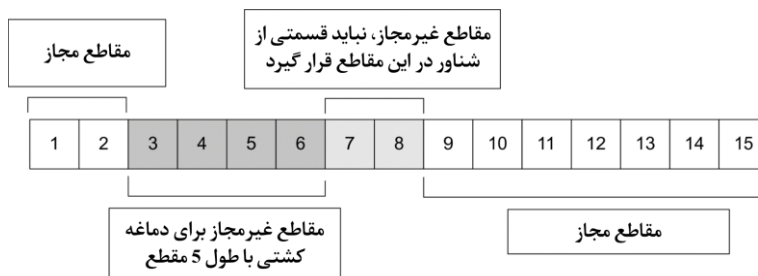 مقاطع مجاز
مقاطع غیرمجاز، نباید قسمتی از
شناور در این مقاطع قرار گیرد
1 2 3 4 5 6 7 8 9 10 11 12 13 14 15
مقاطع غیرمجاز برای دماغه
کشتی با طول 5 مقطع
مقاطع مجاز